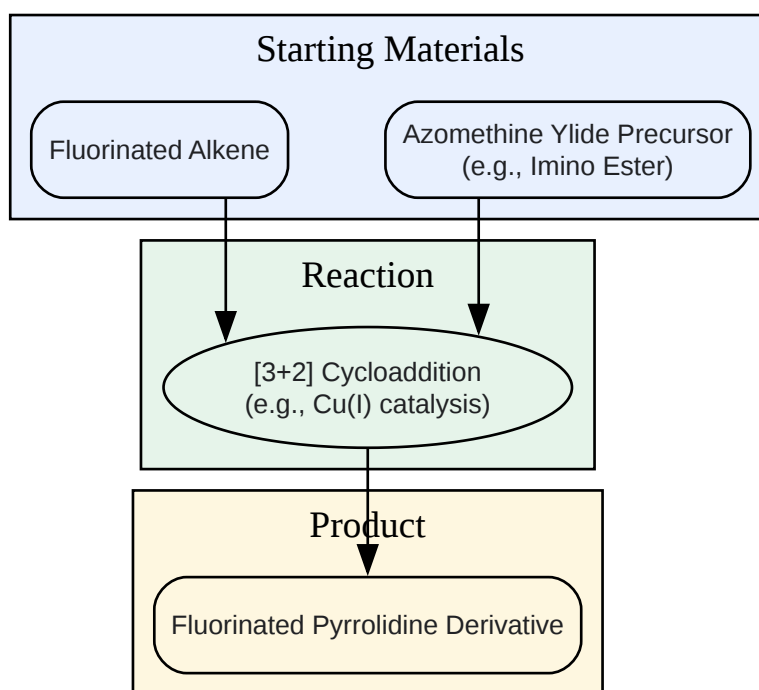 Starting Materials
Fluorinated Alkene
Azomethine Ylide Precursor
(e.g., Imino Ester)
Reaction
[3+2] Cycloaddition
(e.g., Cu(I) catalysis)
Product
Fluorinated Pyrrolidine Derivative